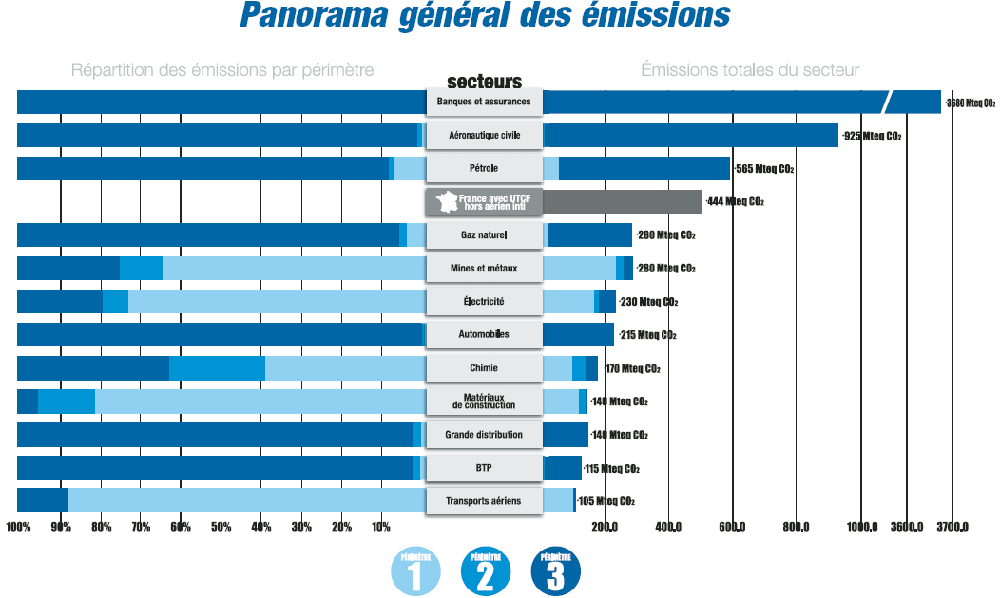 Panorama général des émissions
Répartition des émissions par périmètre
Émissions totales du secteur
secteurs
Banques et assurances
3680 Mteq CO₂
Aéronautique civile
925 Mteq CO₂
Pétrole
565 Mteq CO₂
France avec UTCF
hors aérien intl
444 Mteq CO₂
Gaz naturel
280 Mteq CO₂
Mines et métaux
280 Mteq CO₂
Électricité
230 Mteq CO₂
Automobiles
215 Mteq CO₂
Chimie
170 Mteq CO₂
Matériaux
de construction
140 Mteq CO₂
Grande distribution
140 Mteq CO₂
BTP
115 Mteq CO₂
Transports aériens
105 Mteq CO₂
100% 90% 80% 70% 60% 50% 40% 30% 20% 10%
200.0 400.0 600.0 800.0 1000.0 3600.0 3700.0
PÉRIMÈTRE
1
PÉRIMÈTRE
2
PÉRIMÈTRE
3